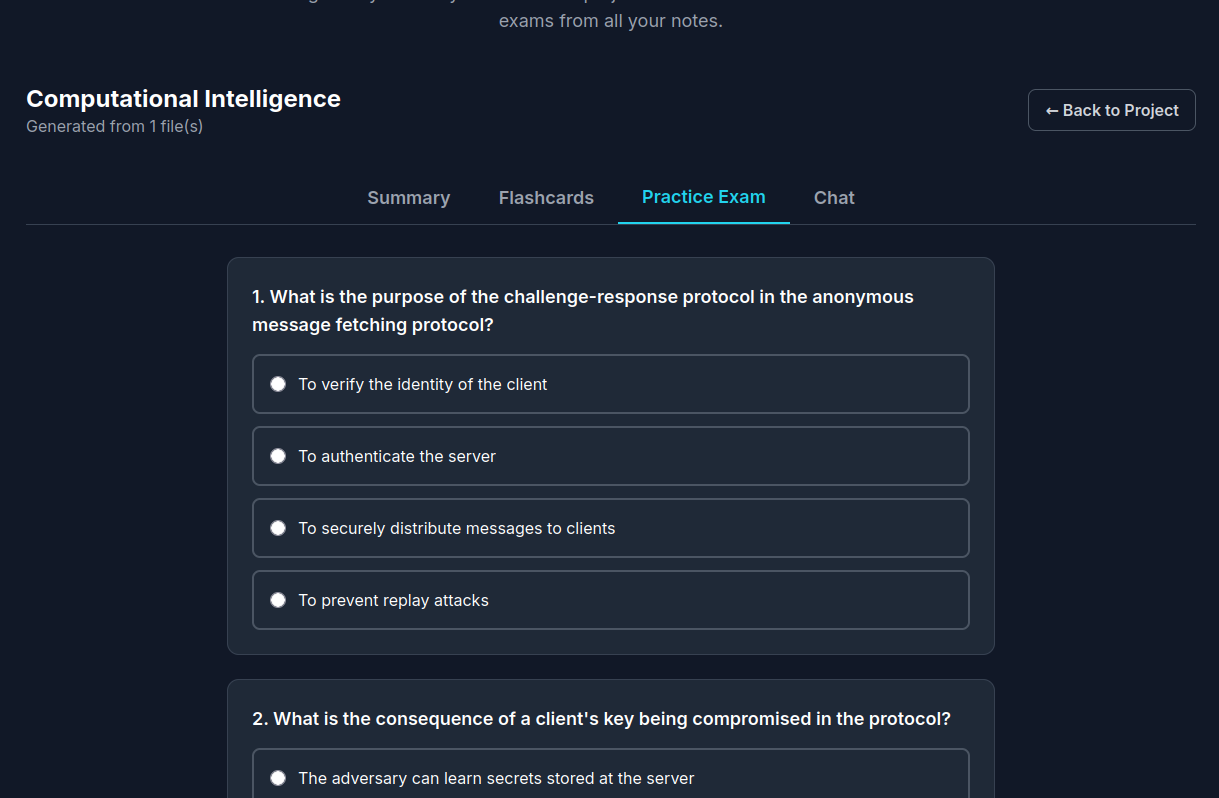 exams from all your notes.
Computational Intelligence
Generated from 1 file(s)
← Back to Project
Summary
Flashcards
Practice Exam
Chat
1. What is the purpose of the challenge-response protocol in the anonymous
message fetching protocol?
To verify the identity of the client
To authenticate the server
To securely distribute messages to clients
To prevent replay attacks
2. What is the consequence of a client's key being compromised in the protocol?
The adversary can learn secrets stored at the server